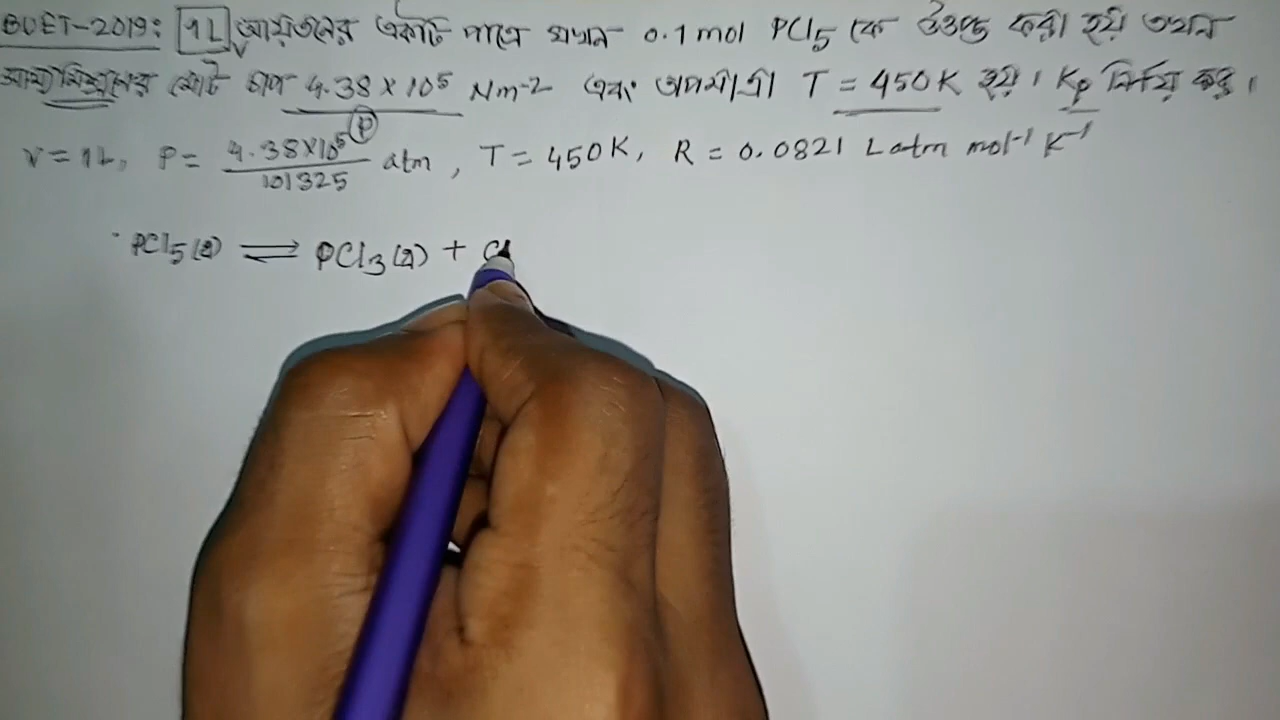 BUET-2019: 1L আয়তনের একটি পাত্রে যখন 0.1 mol PCl5 কে উত্তপ্ত করা হয় তখন
সাম্যমিশ্রণের মোট চাপ 4.38 × 10^5 Nm^-2 এবং তাপমাত্রা T = 450K হয়। Kp নির্ণয় কর।
V = 1L, P = 4.38×10^5 / 101325 atm, T = 450K, R = 0.0821 L atm mol^-1 K^-1
PCl5(g) ⇌ PCl3(g) + C